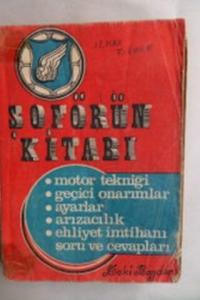 ŞOFÖRÜN
KİTABI
• motor tekniği
• geçici onarımlar
• ayarlar
• arızacılık
• ehliyet imtihanı
soru ve cevapları